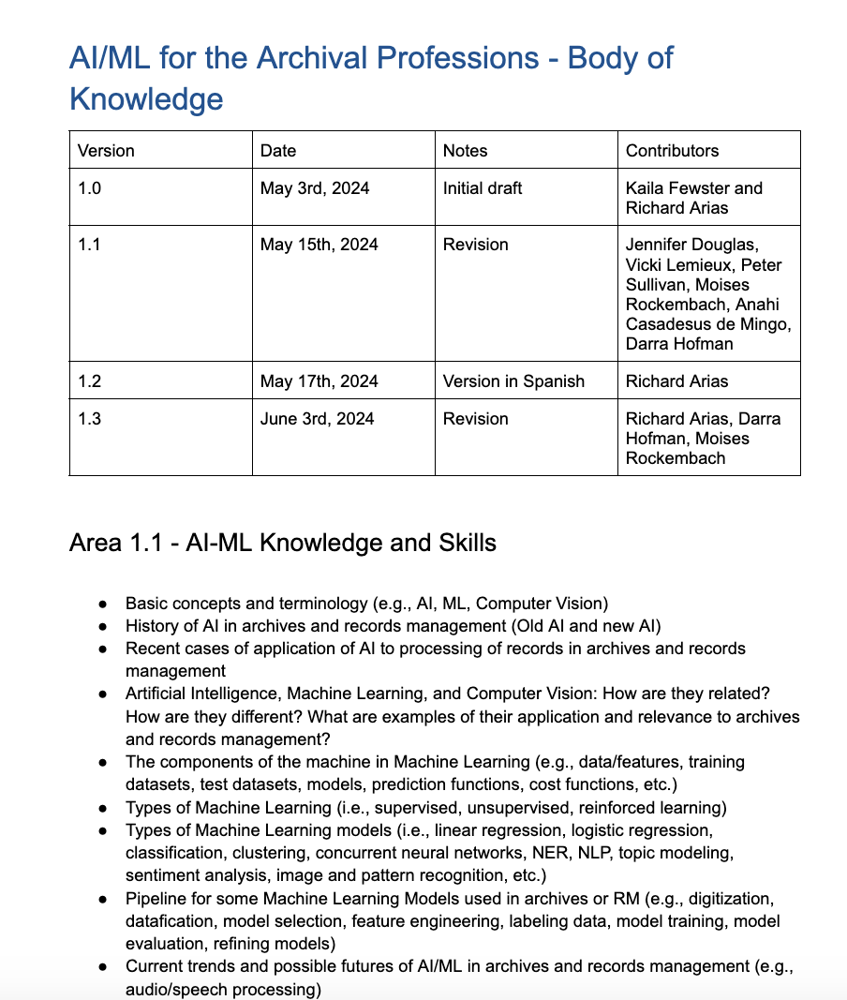 AI/ML for the Archival Professions - Body of
Knowledge
Version Date Notes Contributors
1.0 May 3rd, 2024 Initial draft Kaila Fewster and
Richard Arias
1.1 May 15th, 2024 Revision Jennifer Douglas,
Vicki Lemieux, Peter
Sullivan, Moises
Rockembach, Anahi
Casadesus de Mingo,
Darra Hofman
1.2 May 17th, 2024 Version in Spanish Richard Arias
1.3 June 3rd, 2024 Revision Richard Arias, Darra
Hofman, Moises
Rockembach
Area 1.1 - AI-ML Knowledge and Skills
● Basic concepts and terminology (e.g., AI, ML, Computer Vision)
● History of AI in archives and records management (Old AI and new AI)
● Recent cases of application of AI to processing of records in archives and records
management
● Artificial Intelligence, Machine Learning, and Computer Vision: How are they related?
How are they different? What are examples of their application and relevance to archives
and records management?
● The components of the machine in Machine Learning (e.g., data/features, training
datasets, test datasets, models, prediction functions, cost functions, etc.)
● Types of Machine Learning (i.e., supervised, unsupervised, reinforced learning)
● Types of Machine Learning models (i.e., linear regression, logistic regression,
classification, clustering, concurrent neural networks, NER, NLP, topic modeling,
sentiment analysis, image and pattern recognition, etc.)
● Pipeline for some Machine Learning Models used in archives or RM (e.g., digitization,
datafication, model selection, feature engineering, labeling data, model training, model
evaluation, refining models)
● Current trends and possible futures of AI/ML in archives and records management (e.g.,
audio/speech processing)